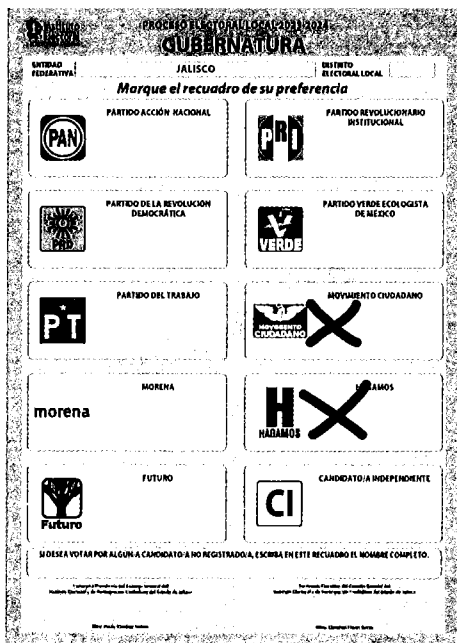 PROCESO ELECTORAL LOCAL 2023-2024
GUBERNATURA
ENTIDAD FEDERATIVA
JALISCO
DISTRITO ELECTORAL LOCAL
Marque el recuadro de su preferencia
PAN
PARTIDO ACCIÓN NACIONAL
PRI
PARTIDO REVOLUCIONARIO
INSTITUCIONAL
PRD
PARTIDO DE LA REVOLUCIÓN
DEMOCRÁTICA
VERDE
PARTIDO VERDE ECOLOGISTA
DE MÉXICO
PT
PARTIDO DEL TRABAJO
MOVIMIENTO
CIUDADANO
MOVIMIENTO CIUDADANO
morena
MORENA
H
HAGAMOS
HAGAMOS
Futuro
FUTURO
CI
CANDIDATO/A INDEPENDIENTE
SI DESEA VOTAR POR ALGUN/A CANDIDATO/A NO REGISTRADO/A, ESCRIBA EN ESTE RECUADRO EL NOMBRE COMPLETO.